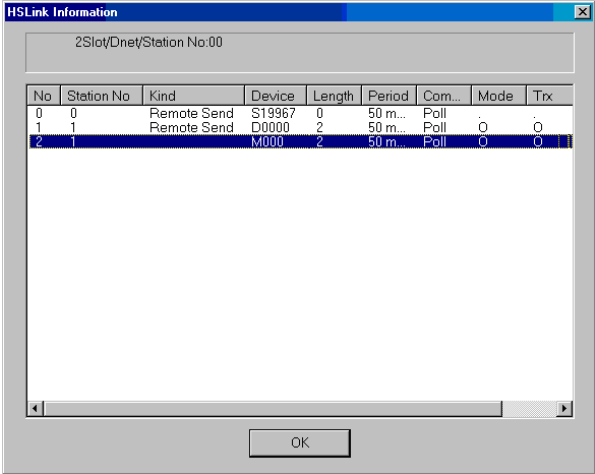 HSLink Information
2Slot/Dnet/Station No:00
No Station No Kind Device Length Period Com... Mode Trx
0 0 Remote Send S19967 0 50 m... Poll . .
1 1 Remote Send D0000 2 50 m... Poll O O
2 1 M000 2 50 m... Poll O O
OK